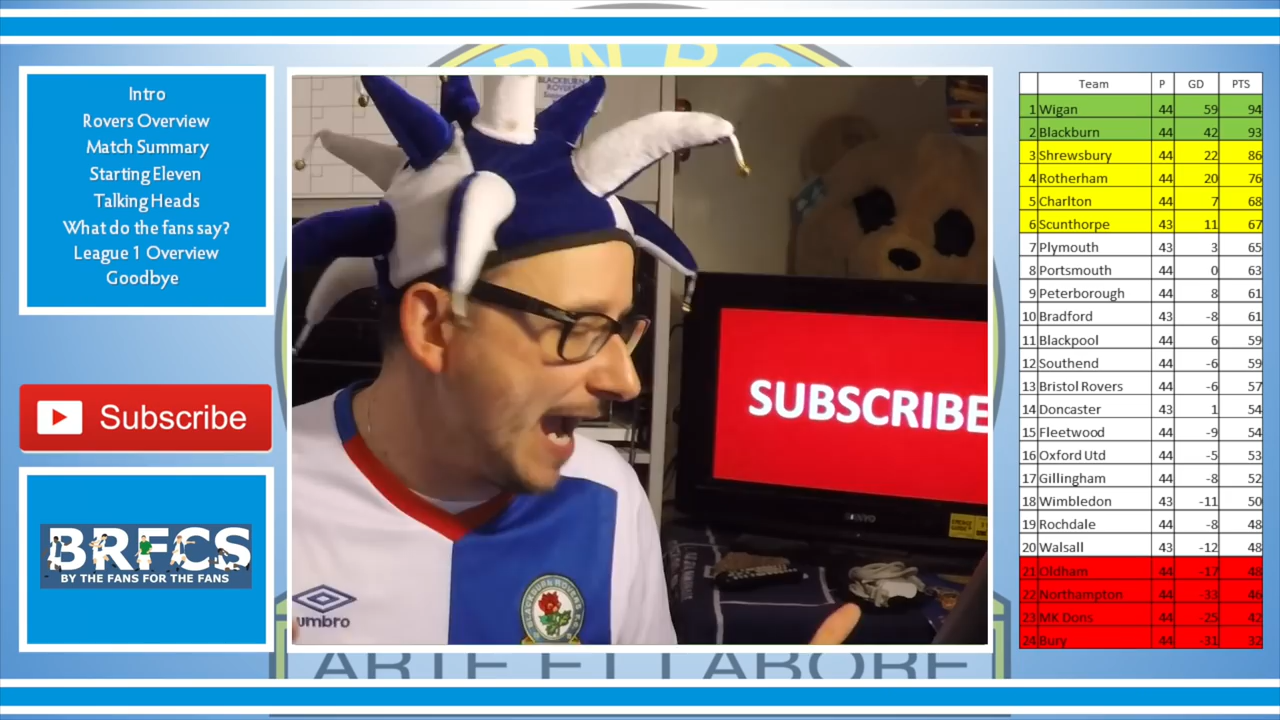 Intro
Rovers Overview
Match Summary
Starting Eleven
Talking Heads
What do the fans say?
League 1 Overview
Goodbye
Subscribe
BRFCS
BY THE FANS FOR THE FANS
BLACKBURN
ROVERS
SUBSCRIBE
SANYO
umbro
BLACKBURN ROVERS F.C.
ARTE ET LABORE
Team P GD PTS
1 Wigan 44 59 94
2 Blackburn 44 42 93
3 Shrewsbury 44 22 86
4 Rotherham 44 20 76
5 Charlton 44 7 68
6 Scunthorpe 43 11 67
7 Plymouth 43 3 65
8 Portsmouth 44 0 63
9 Peterborough 44 8 61
10 Bradford 43 -8 61
11 Blackpool 44 6 59
12 Southend 44 -6 59
13 Bristol Rovers 44 -6 57
14 Doncaster 43 1 54
15 Fleetwood 44 -9 54
16 Oxford Utd 44 -5 53
17 Gillingham 44 -8 52
18 Wimbledon 43 -11 50
19 Rochdale 44 -8 48
20 Walsall 43 -12 48
21 Oldham 44 -17 48
22 Northampton 44 -33 46
23 MK Dons 44 -25 42
24 Bury 44 -31 32